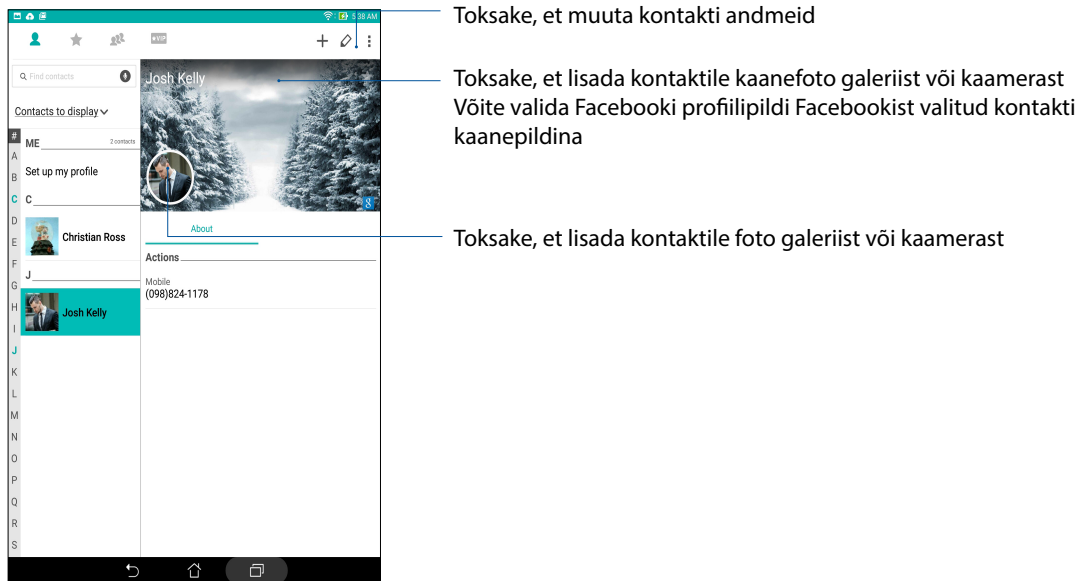 5:38 AM
VIP
Find contacts
Contacts to display
#
A
B
C
D
E
F
G
H
I
J
K
L
M
N
O
P
Q
R
S
ME 2 contacts
Set up my profile
C
Christian Ross
J
Josh Kelly
Josh Kelly
8
About
Actions
Mobile
(098)824-1178
Toksake, et muuta kontakti andmeid
Toksake, et lisada kontaktile kaanefoto galeriist või kaamerast
Võite valida Facebooki profiilipildi Facebookist valitud kontakti
kaanepildina
Toksake, et lisada kontaktile foto galeriist või kaamerast